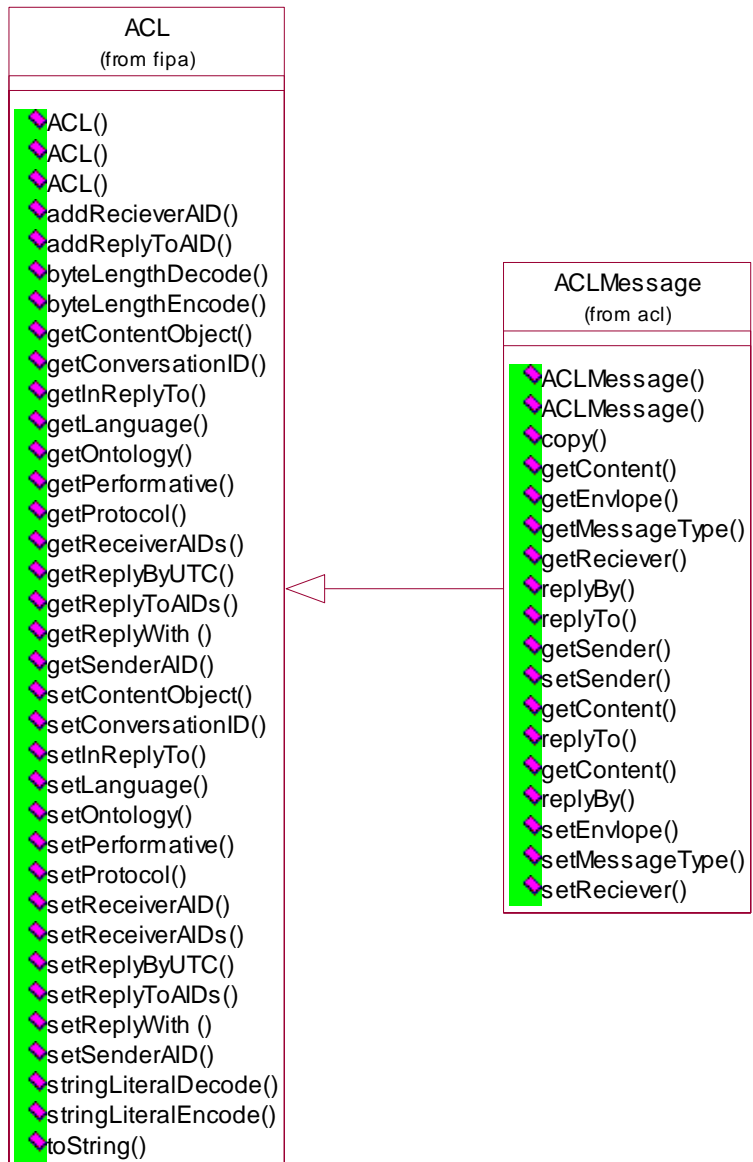 ACL
(from fipa)
ACL()
ACL()
ACL()
addRecieverAID()
addReplyToAID()
byteLengthDecode()
byteLengthEncode()
getContentObject()
getConversationID()
getInReplyTo()
getLanguage()
getOntology()
getPerformative()
getProtocol()
getReceiverAIDs()
getReplyByUTC()
getReplyToAIDs()
getReplyWith ()
getSenderAID()
setContentObject()
setConversationID()
setInReplyTo()
setLanguage()
setOntology()
setPerformative()
setProtocol()
setReceiverAID()
setReceiverAIDs()
setReplyByUTC()
setReplyToAIDs()
setReplyWith ()
setSenderAID()
stringLiteralDecode()
stringLiteralEncode()
toString()
ACLMessage
(from acl)
ACLMessage()
ACLMessage()
copy()
getContent()
getEnvlope()
getMessageType()
getReciever()
replyBy()
replyTo()
getSender()
setSender()
getContent()
replyTo()
getContent()
replyBy()
setEnvlope()
setMessageType()
setReciever()